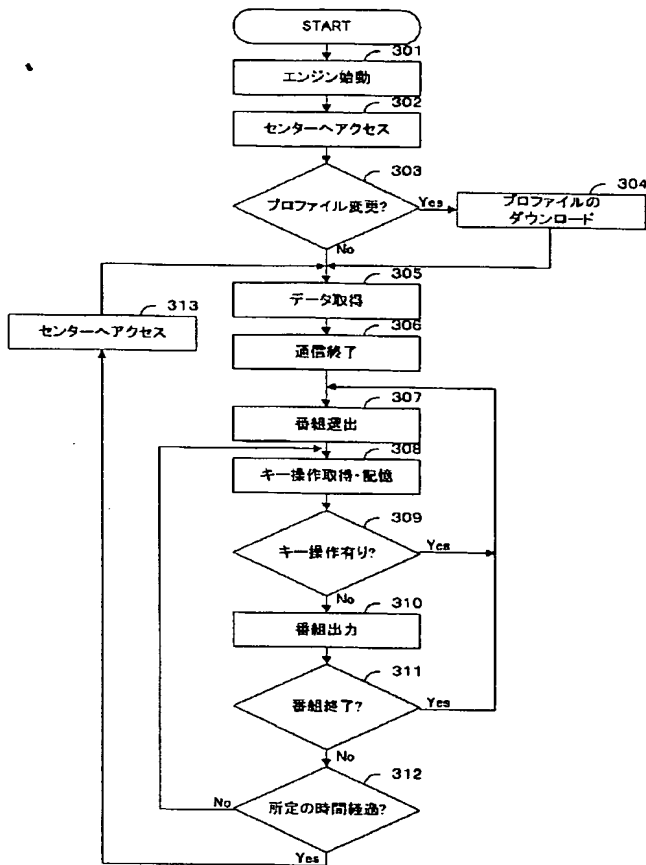 START
301
エンジン始動
302
センターへアクセス
303
プロファイル変更?
Yes
304
プロファイルの
ダウンロード
No
305
データ取得
313
センターへアクセス
306
通信終了
307
番組選出
308
キー操作取得・記憶
309
キー操作有り?
Yes
No
310
番組出力
311
番組終了?
Yes
No
312
所定の時間経過?
No
Yes